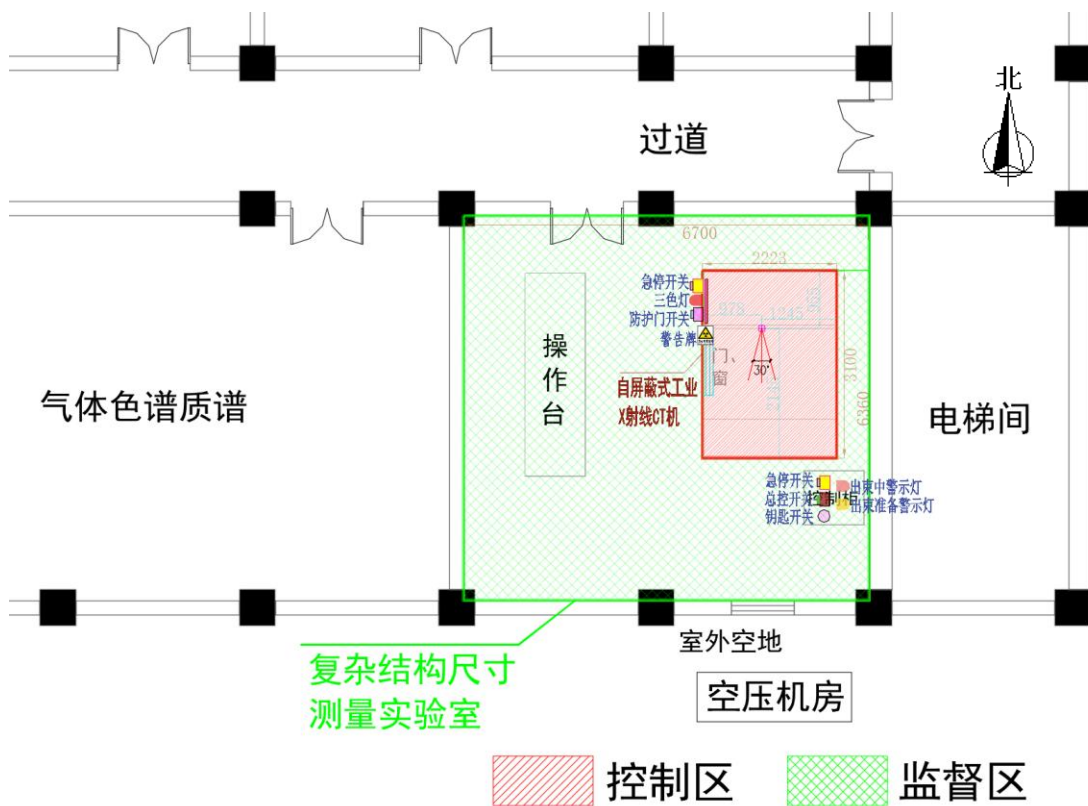 北
过道
6700
2223
急停开关
三色灯
防护门开关
警告牌
978
1245
965
门、
窗
30°
3100
6360
操
作
台
自屏蔽式工业
X射线CT机
气体色谱质谱
电梯间
急停开关
总控开关
钥匙开关
控制柜
出束中警示灯
出束准备警示灯
室外空地
空压机房
复杂结构尺寸
测量实验室
控制区
监督区